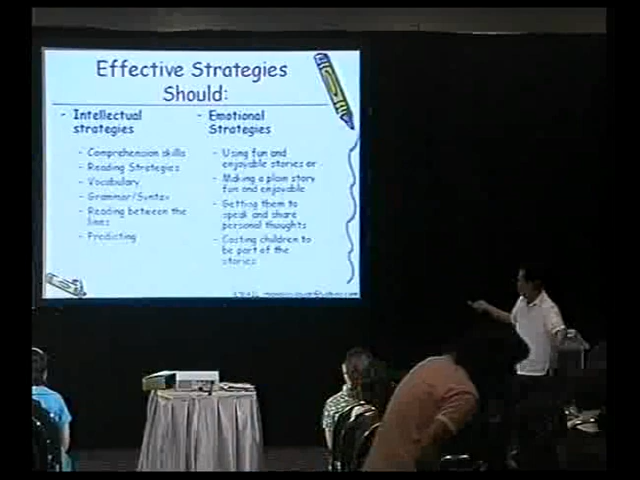 Effective Strategies
Should:
- Intellectual
strategies
- Comprehension skills
- Reading Strategies
- Vocabulary
- Grammar/Syntax
- Reading between the
lines
- Predicting
- Emotional
Strategies
- Using fun and
enjoyable stories or
- Making a plain story
fun and enjoyable
- Getting them to
speak and share
personal thoughts
- Casting children to
be part of the
stories